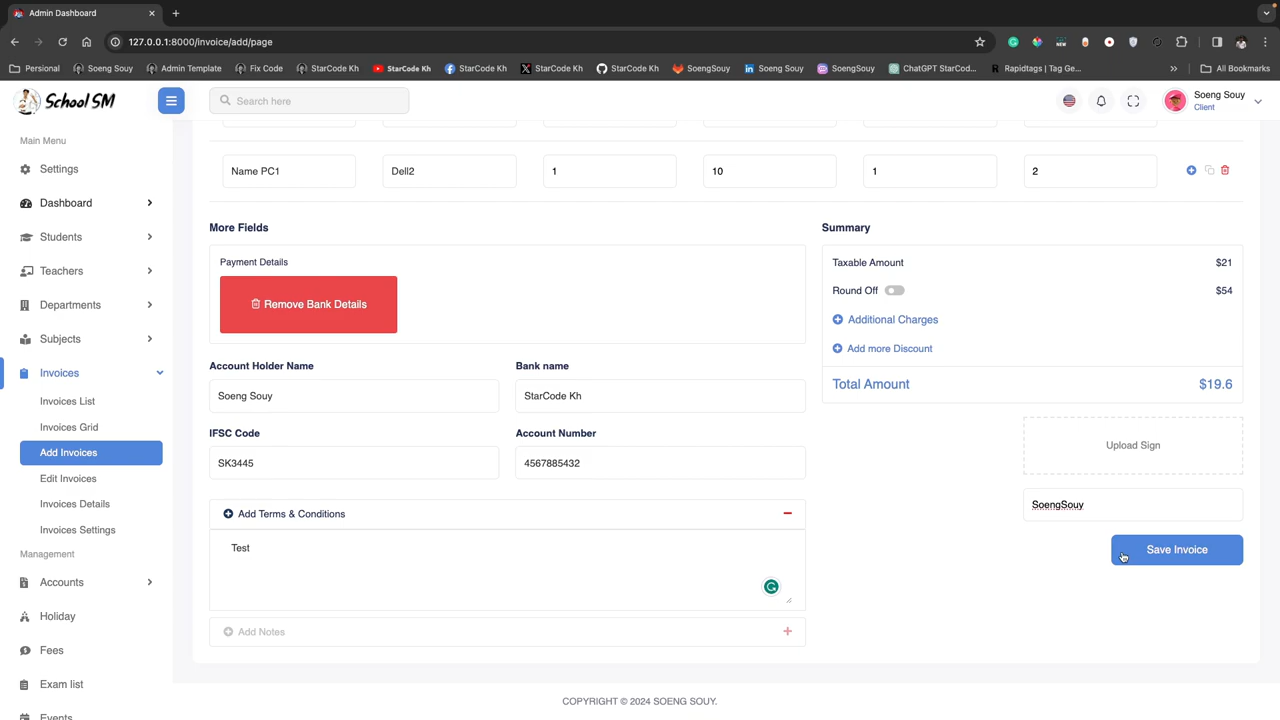 Admin Dashboard
127.0.0.1:8000/invoice/add/page
Personal Soeng Souy Admin Template Fix Code StarCode Kh StarCode Kh StarCode Kh StarCode Kh StarCode Kh SoengSouy Soeng Souy SoengSouy ChatGPT StarCod... Rapidtags | Tag Ge... » All Bookmarks
School SM
Search here
Soeng Souy
Client
Main Menu
Settings
Dashboard
Students
Teachers
Departments
Subjects
Invoices
Invoices List
Invoices Grid
Add Invoices
Edit Invoices
Invoices Details
Invoices Settings
Management
Accounts
Holiday
Fees
Exam list
Events
Name PC1 Dell2 1 10 1 2
More Fields
Payment Details
Remove Bank Details
Account Holder Name Bank name
Soeng Souy StarCode Kh
IFSC Code Account Number
SK3445 4567885432
Add Terms & Conditions
Test
Add Notes
Summary
Taxable Amount $21
Round Off $54
Additional Charges
Add more Discount
Total Amount $19.6
Upload Sign
SoengSouy
Save Invoice
COPYRIGHT © 2024 SOENG SOUY.